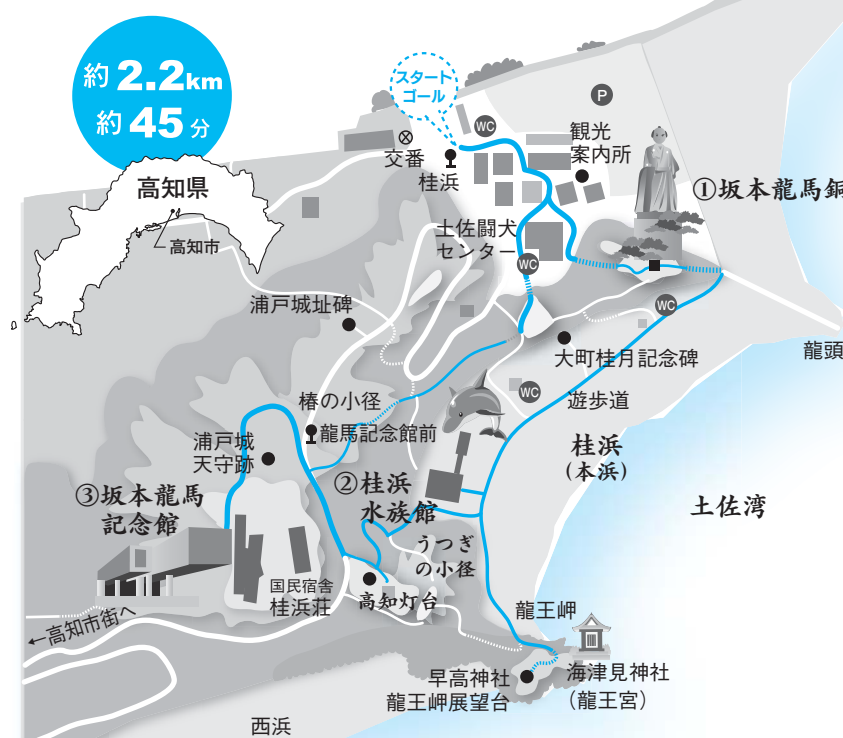 約2.2km
約45分
高知県
高知市
スタート
ゴール
WC
P
交番
桂浜
観光
案内所
①坂本龍馬銅
土佐闘犬
センター
WC
WC
浦戸城址碑
大町桂月記念碑
龍頭
椿の小径
WC
遊歩道
龍馬記念館前
浦戸城
天守跡
桂浜
(本浜)
②桂浜
水族館
③坂本龍馬
記念館
土佐湾
うつぎ
の小径
国民宿舎
桂浜荘
高知灯台
←高知市街へ
龍王岬
早高神社
龍王岬展望台
海津見神社
(龍王宮)
西浜